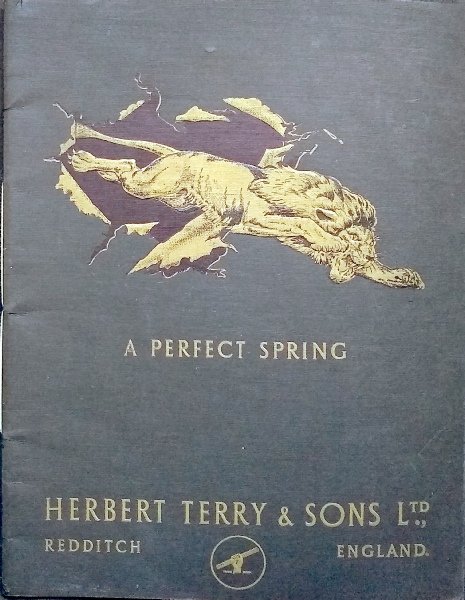 A PERFECT SPRING
HERBERT TERRY & SONS LTD.,
REDDITCH ENGLAND.